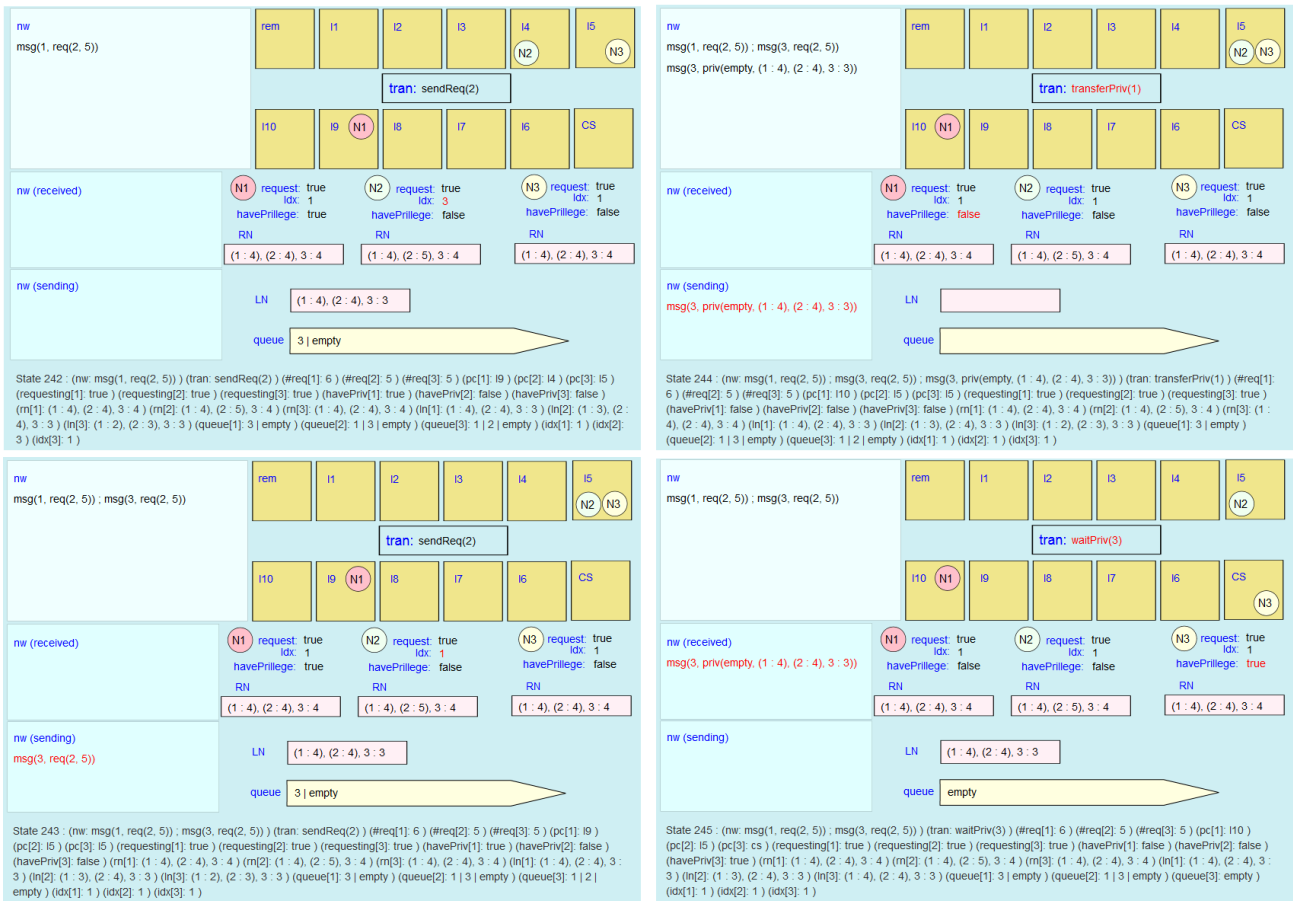 nw
msg(1, req(2, 5))
rem l1 l2 l3 l4 l5
N2 N3
tran: sendReq(2)
l10 l9 N1 l8 l7 l6 CS
nw (received)
N1 request: true N2 request: true N3 request: true
Idx: 1 Idx: 3 Idx: 1
havePrillege: true havePrillege: false havePrillege: false
RN RN RN
(1 : 4), (2 : 4), 3 : 4 (1 : 4), (2 : 5), 3 : 4 (1 : 4), (2 : 4), 3 : 4
nw (sending)
LN (1 : 4), (2 : 4), 3 : 3
queue 3 | empty
State 242 : (nw: msg(1, req(2, 5)) ) (tran: sendReq(2) ) (#req[1]: 6 ) (#req[2]: 5 ) (#req[3]: 5 ) (pc[1]: l9 ) (pc[2]: l4 ) (pc[3]: l5 )
(requesting[1]: true ) (requesting[2]: true ) (requesting[3]: true ) (havePriv[1]: true ) (havePriv[2]: false ) (havePriv[3]: false )
(rn[1]: (1 : 4), (2 : 4), 3 : 4 ) (rn[2]: (1 : 4), (2 : 5), 3 : 4 ) (rn[3]: (1 : 4), (2 : 4), 3 : 4 ) (ln[1]: (1 : 4), (2 : 4), 3 : 3 ) (ln[2]: (1 : 3), (2 :
4), 3 : 3 ) (ln[3]: (1 : 2), (2 : 3), 3 : 3 ) (queue[1]: 3 | empty ) (queue[2]: 1 | 3 | empty ) (queue[3]: 1 | 2 | empty ) (idx[1]: 1 ) (idx[2]:
3 ) (idx[3]: 1 )
nw
msg(1, req(2, 5)) ; msg(3, req(2, 5))
msg(3, priv(empty, (1 : 4), (2 : 4), 3 : 3))
rem l1 l2 l3 l4 l5
N2 N3
tran: transferPriv(1)
l10 N1 l9 l8 l7 l6 CS
nw (received)
N1 request: true N2 request: true N3 request: true
Idx: 1 Idx: 1 Idx: 1
havePrillege: false havePrillege: false havePrillege: false
RN RN RN
(1 : 4), (2 : 4), 3 : 4 (1 : 4), (2 : 5), 3 : 4 (1 : 4), (2 : 4), 3 : 4
nw (sending)
msg(3, priv(empty, (1 : 4), (2 : 4), 3 : 3))
LN
queue
State 244 : (nw: msg(1, req(2, 5)) ; msg(3, req(2, 5)) ; msg(3, priv(empty, (1 : 4), (2 : 4), 3 : 3)) ) (tran: transferPriv(1) ) (#req[1]:
6 ) (#req[2]: 5 ) (#req[3]: 5 ) (pc[1]: l10 ) (pc[2]: l5 ) (pc[3]: l5 ) (requesting[1]: true ) (requesting[2]: true ) (requesting[3]: true )
(havePriv[1]: false ) (havePriv[2]: false ) (havePriv[3]: false ) (rn[1]: (1 : 4), (2 : 4), 3 : 4 ) (rn[2]: (1 : 4), (2 : 5), 3 : 4 ) (rn[3]: (1 :
4), (2 : 4), 3 : 4 ) (ln[1]: (1 : 4), (2 : 4), 3 : 3 ) (ln[2]: (1 : 3), (2 : 4), 3 : 3 ) (ln[3]: (1 : 2), (2 : 3), 3 : 3 ) (queue[1]: 3 | empty )
(queue[2]: 1 | 3 | empty ) (queue[3]: 1 | 2 | empty ) (idx[1]: 1 ) (idx[2]: 1 ) (idx[3]: 1 )
nw
msg(1, req(2, 5)) ; msg(3, req(2, 5))
rem l1 l2 l3 l4 l5
N2 N3
tran: sendReq(2)
l10 l9 N1 l8 l7 l6 CS
nw (received)
N1 request: true N2 request: true N3 request: true
Idx: 1 Idx: 1 Idx: 1
havePrillege: true havePrillege: false havePrillege: false
RN RN RN
(1 : 4), (2 : 4), 3 : 4 (1 : 4), (2 : 5), 3 : 4 (1 : 4), (2 : 4), 3 : 4
nw (sending)
msg(3, req(2, 5))
LN (1 : 4), (2 : 4), 3 : 3
queue 3 | empty
State 243 : (nw: msg(1, req(2, 5)) ; msg(3, req(2, 5)) ) (tran: sendReq(2) ) (#req[1]: 6 ) (#req[2]: 5 ) (#req[3]: 5 ) (pc[1]: l9 )
(pc[2]: l5 ) (pc[3]: l5 ) (requesting[1]: true ) (requesting[2]: true ) (requesting[3]: true ) (havePriv[1]: true ) (havePriv[2]: false )
(havePriv[3]: false ) (rn[1]: (1 : 4), (2 : 4), 3 : 4 ) (rn[2]: (1 : 4), (2 : 5), 3 : 4 ) (rn[3]: (1 : 4), (2 : 4), 3 : 4 ) (ln[1]: (1 : 4), (2 : 4), 3 :
3 ) (ln[2]: (1 : 3), (2 : 4), 3 : 3 ) (ln[3]: (1 : 2), (2 : 3), 3 : 3 ) (queue[1]: 3 | empty ) (queue[2]: 1 | 3 | empty ) (queue[3]: 1 | 2 |
empty ) (idx[1]: 1 ) (idx[2]: 1 ) (idx[3]: 1 )
nw
msg(1, req(2, 5)) ; msg(3, req(2, 5))
rem l1 l2 l3 l4 l5
N2
tran: waitPriv(3)
l10 N1 l9 l8 l7 l6 CS
N3
nw (received)
msg(3, priv(empty, (1 : 4), (2 : 4), 3 : 3))
N1 request: true N2 request: true N3 request: true
Idx: 1 Idx: 1 Idx: 1
havePrillege: false havePrillege: false havePrillege: true
RN RN RN
(1 : 4), (2 : 4), 3 : 4 (1 : 4), (2 : 5), 3 : 4 (1 : 4), (2 : 4), 3 : 4
nw (sending)
LN (1 : 4), (2 : 4), 3 : 3
queue empty
State 245 : (nw: msg(1, req(2, 5)) ; msg(3, req(2, 5)) ) (tran: waitPriv(3) ) (#req[1]: 6 ) (#req[2]: 5 ) (#req[3]: 5 ) (pc[1]: l10 )
(pc[2]: l5 ) (pc[3]: cs ) (requesting[1]: true ) (requesting[2]: true ) (requesting[3]: true ) (havePriv[1]: false ) (havePriv[2]: false )
(havePriv[3]: true ) (rn[1]: (1 : 4), (2 : 4), 3 : 4 ) (rn[2]: (1 : 4), (2 : 5), 3 : 4 ) (rn[3]: (1 : 4), (2 : 4), 3 : 4 ) (ln[1]: (1 : 4), (2 : 4), 3 :
3 ) (ln[2]: (1 : 3), (2 : 4), 3 : 3 ) (ln[3]: (1 : 4), (2 : 4), 3 : 3 ) (queue[1]: 3 | empty ) (queue[2]: 1 | 3 | empty ) (queue[3]: empty )
(idx[1]: 1 ) (idx[2]: 1 ) (idx[3]: 1 )